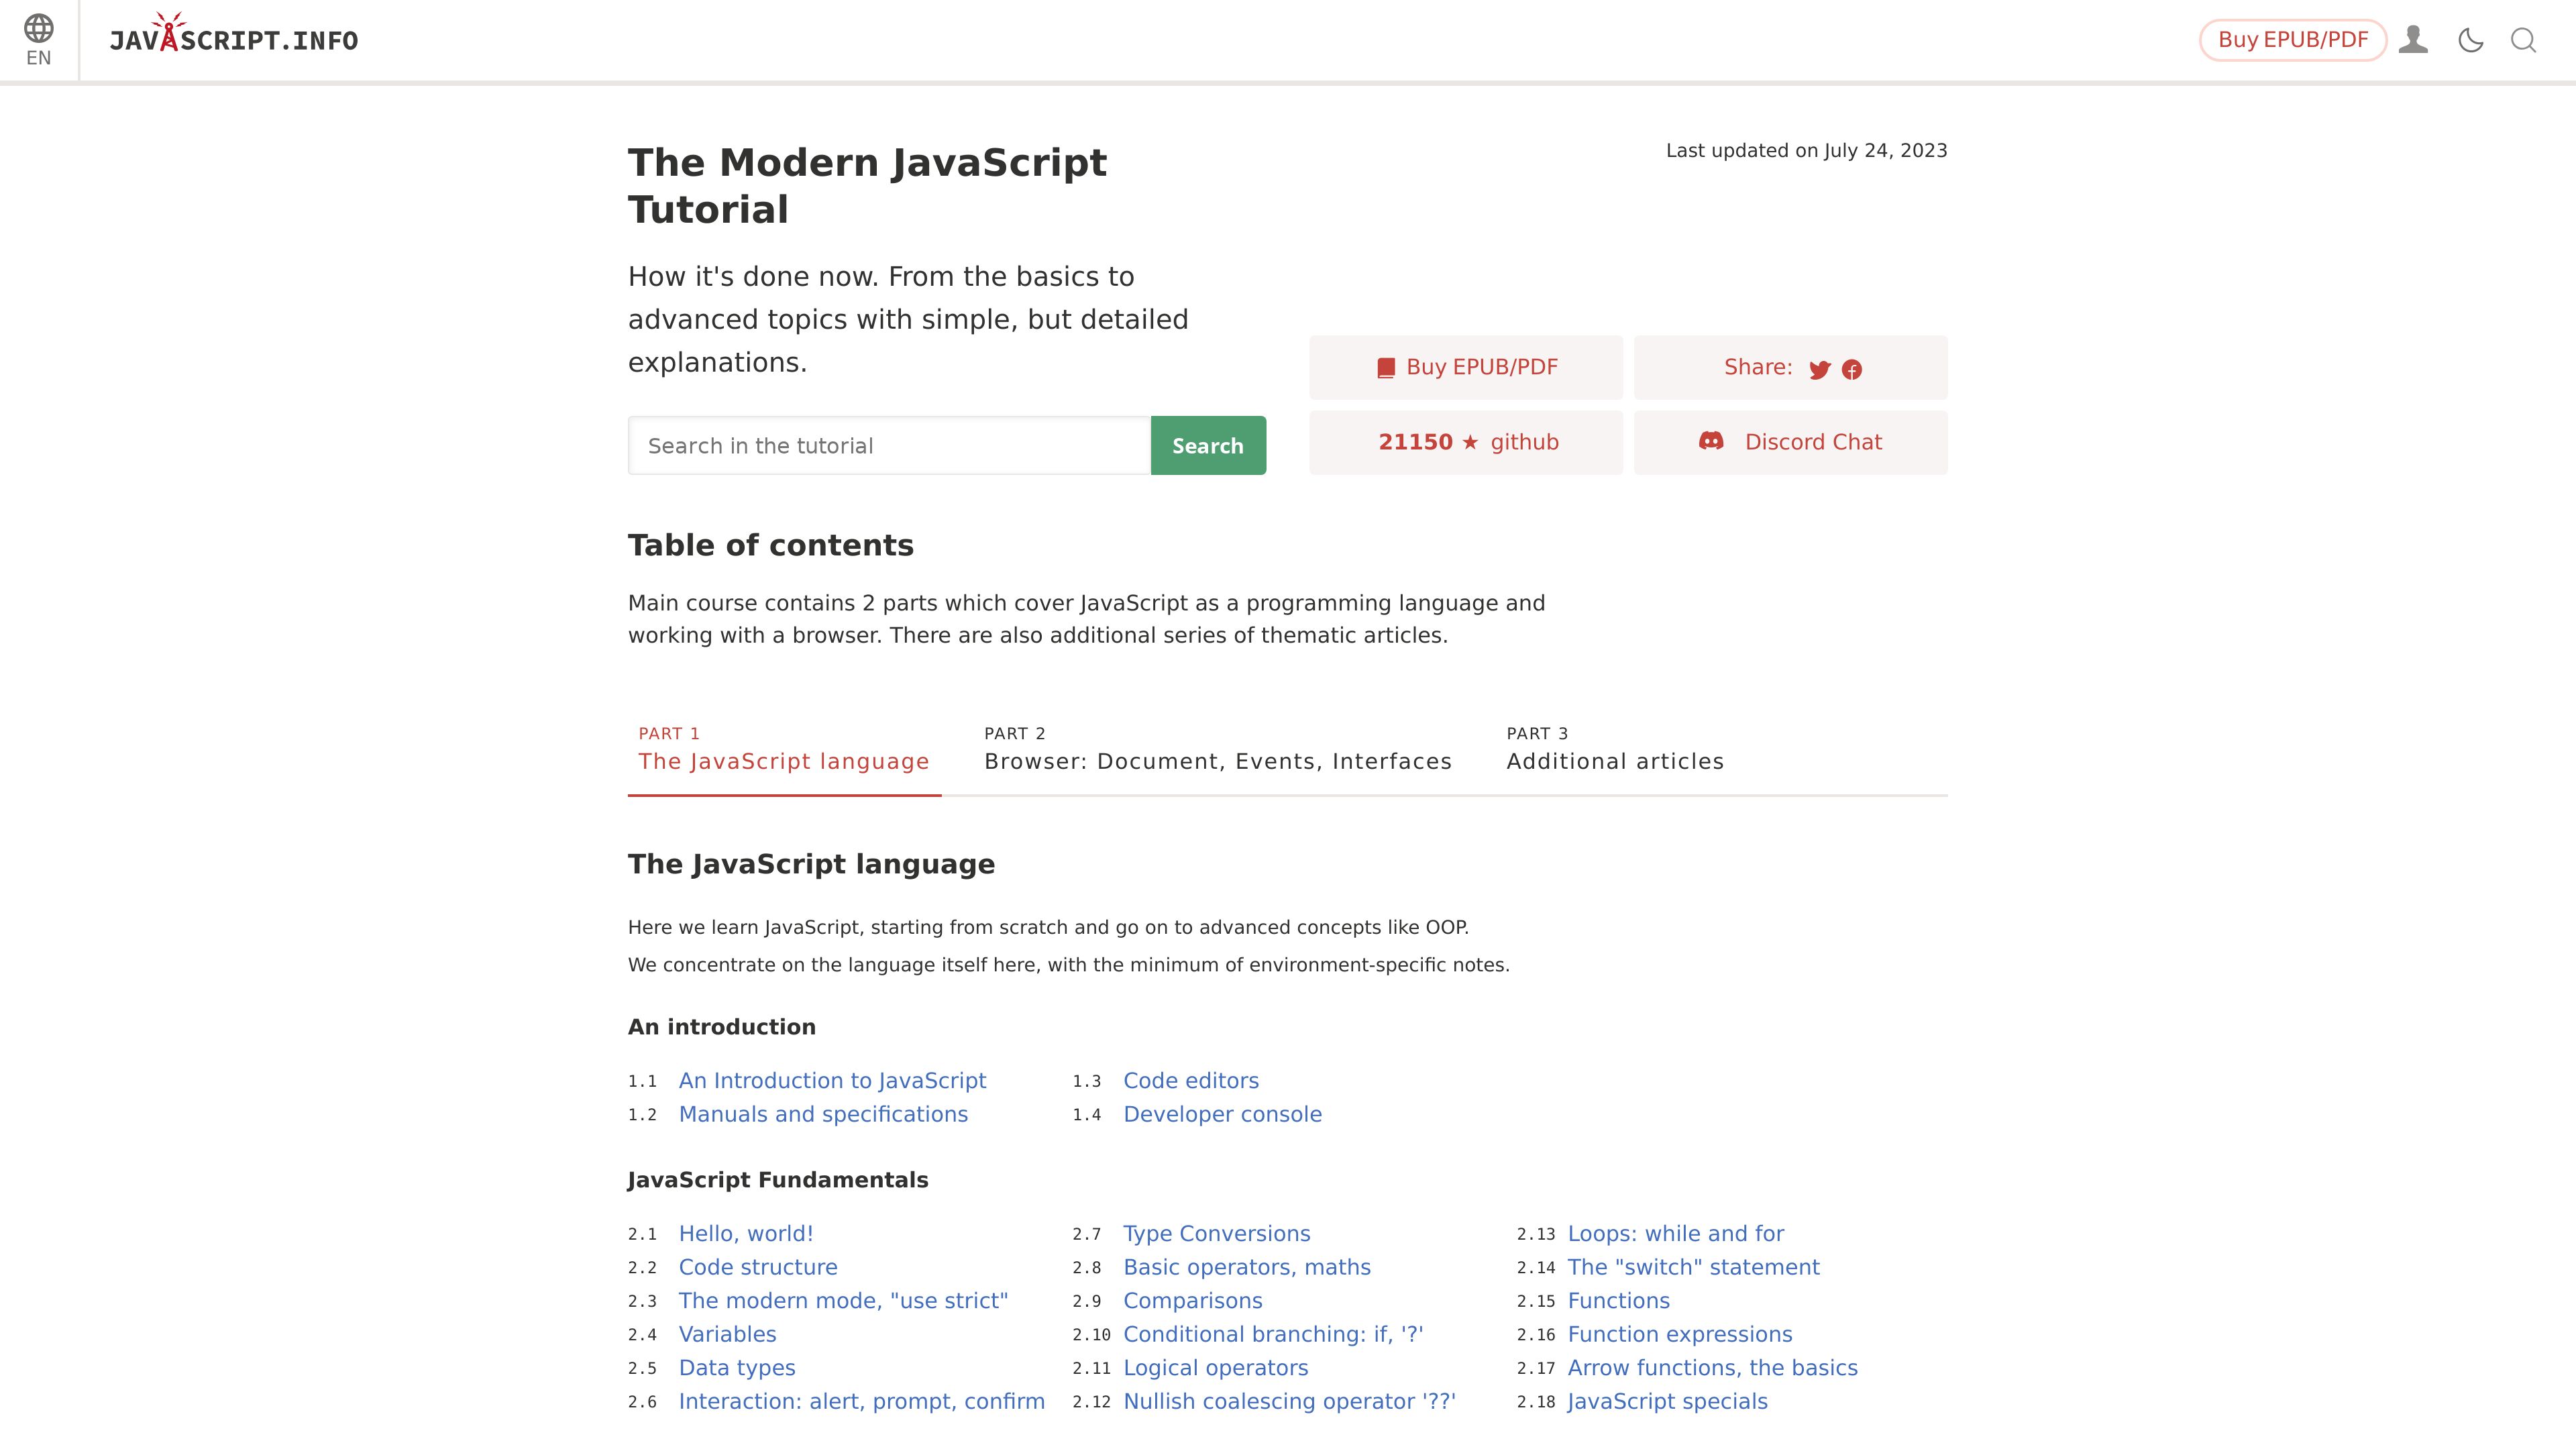 EN
JAVASCRIPT.INFO
Buy EPUB/PDF
The Modern JavaScript
Tutorial
Last updated on July 24, 2023
How it's done now. From the basics to
advanced topics with simple, but detailed
explanations.
Buy EPUB/PDF
Share:
Search in the tutorial
Search
21150 ★ github
Discord Chat
Table of contents
Main course contains 2 parts which cover JavaScript as a programming language and
working with a browser. There are also additional series of thematic articles.
PART 1
The JavaScript language
PART 2
Browser: Document, Events, Interfaces
PART 3
Additional articles
The JavaScript language
Here we learn JavaScript, starting from scratch and go on to advanced concepts like OOP.
We concentrate on the language itself here, with the minimum of environment-specific notes.
An introduction
1.1 An Introduction to JavaScript
1.2 Manuals and specifications
1.3 Code editors
1.4 Developer console
JavaScript Fundamentals
2.1 Hello, world!
2.2 Code structure
2.3 The modern mode, "use strict"
2.4 Variables
2.5 Data types
2.6 Interaction: alert, prompt, confirm
2.7 Type Conversions
2.8 Basic operators, maths
2.9 Comparisons
2.10 Conditional branching: if, '?'
2.11 Logical operators
2.12 Nullish coalescing operator '??'
2.13 Loops: while and for
2.14 The "switch" statement
2.15 Functions
2.16 Function expressions
2.17 Arrow functions, the basics
2.18 JavaScript specials